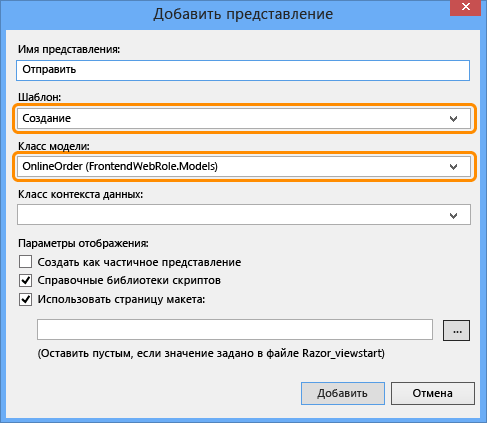 Добавить представление
Имя представления:
Отправить
Шаблон:
Создание
Класс модели:
OnlineOrder (FrontendWebRole.Models)
Класс контекста данных:
Параметры отображения:
Создать как частичное представление
Справочные библиотеки скриптов
Использовать страницу макета:
...
(Оставить пустым, если значение задано в файле Razor_viewstart)
Добавить Отмена